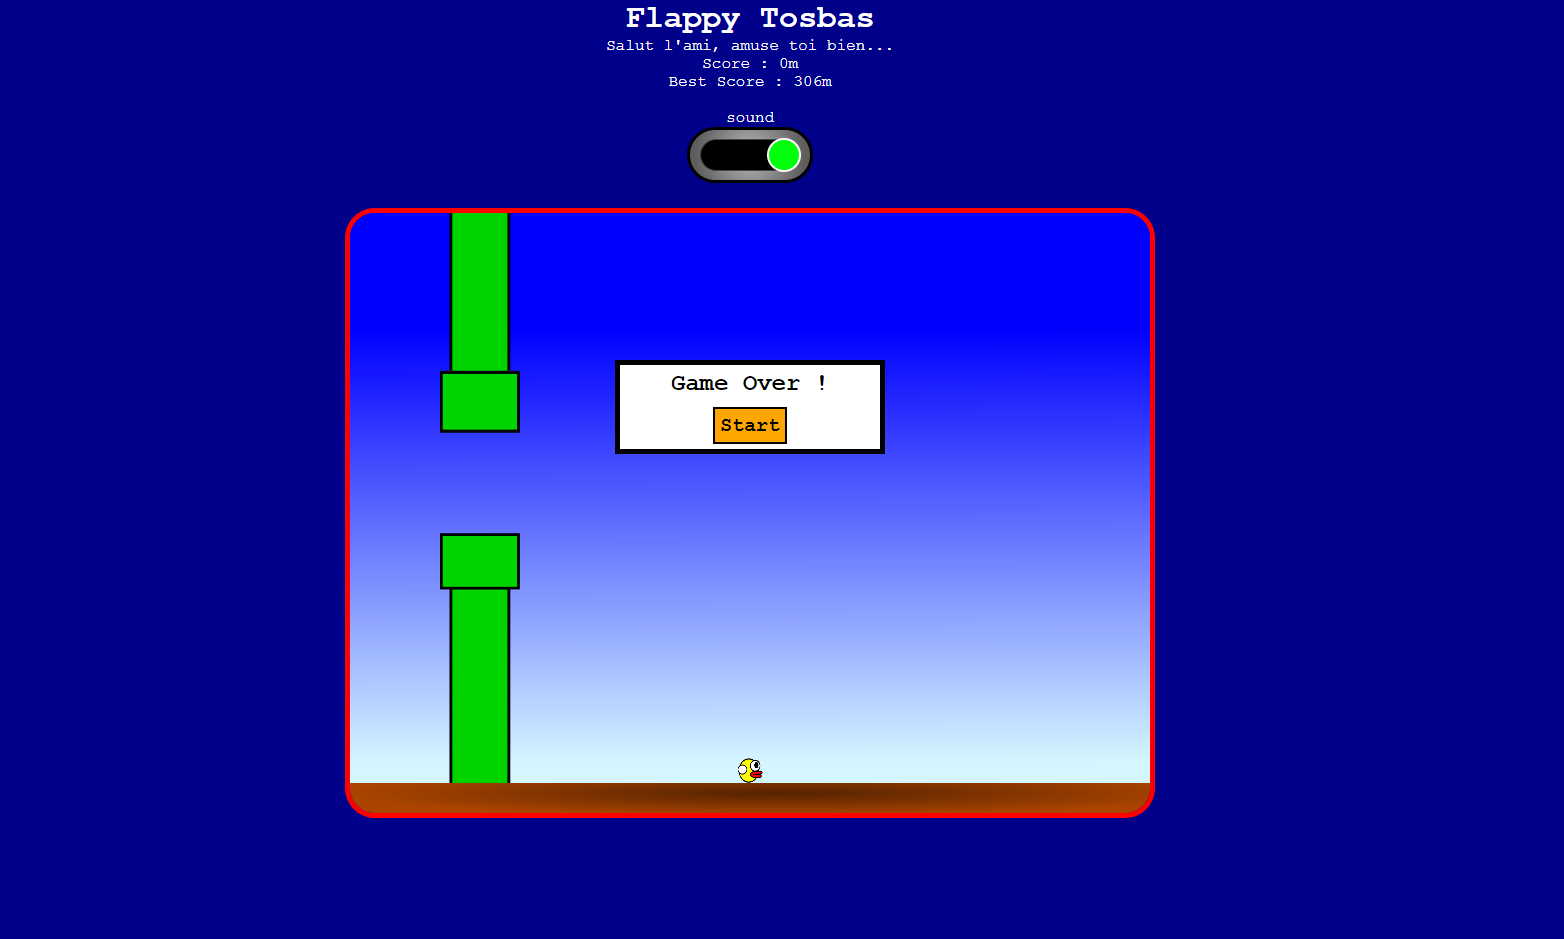 Flappy Tosbas
Salut l'ami, amuse toi bien...
Score : 0m
Best Score : 306m
sound
Game Over !
Start